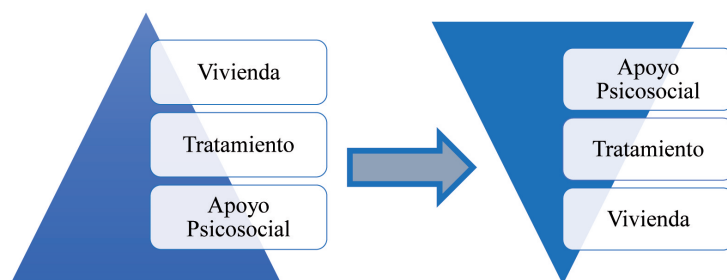 Vivienda
Tratamiento
Apoyo
Psicosocial
Apoyo
Psicosocial
Tratamiento
Vivienda